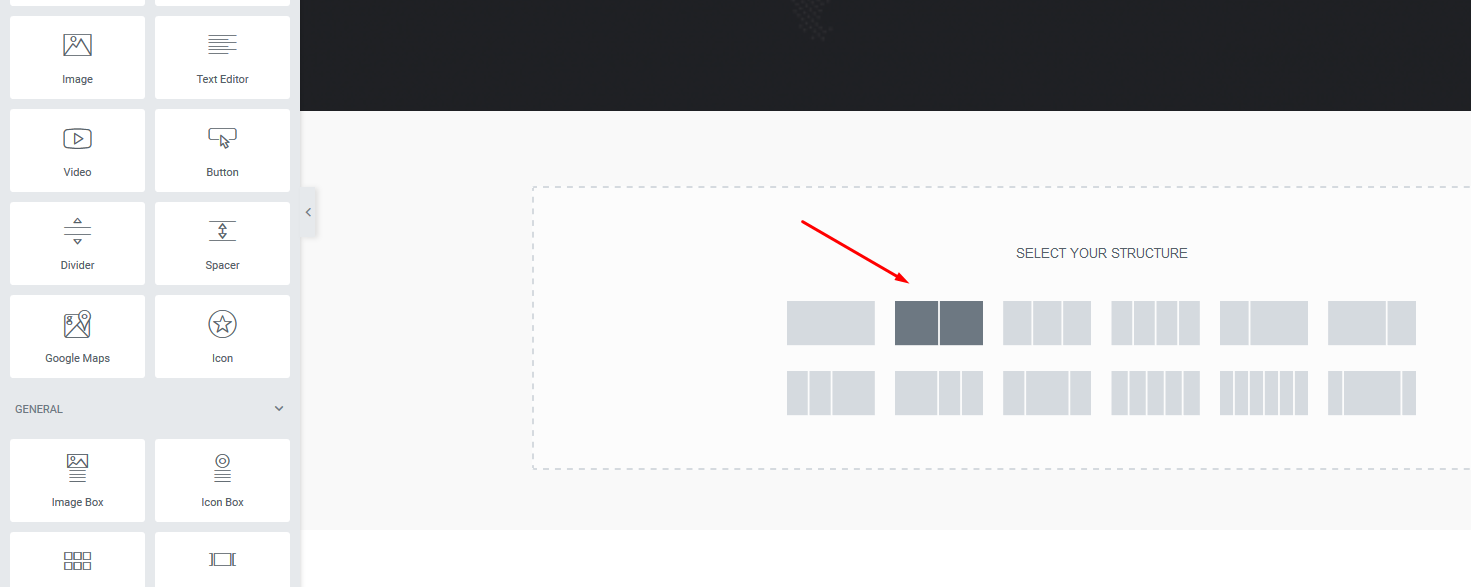 Image
Text Editor
Video
Button
Divider
Spacer
Google Maps
Icon
GENERAL
Image Box
Icon Box
SELECT YOUR STRUCTURE